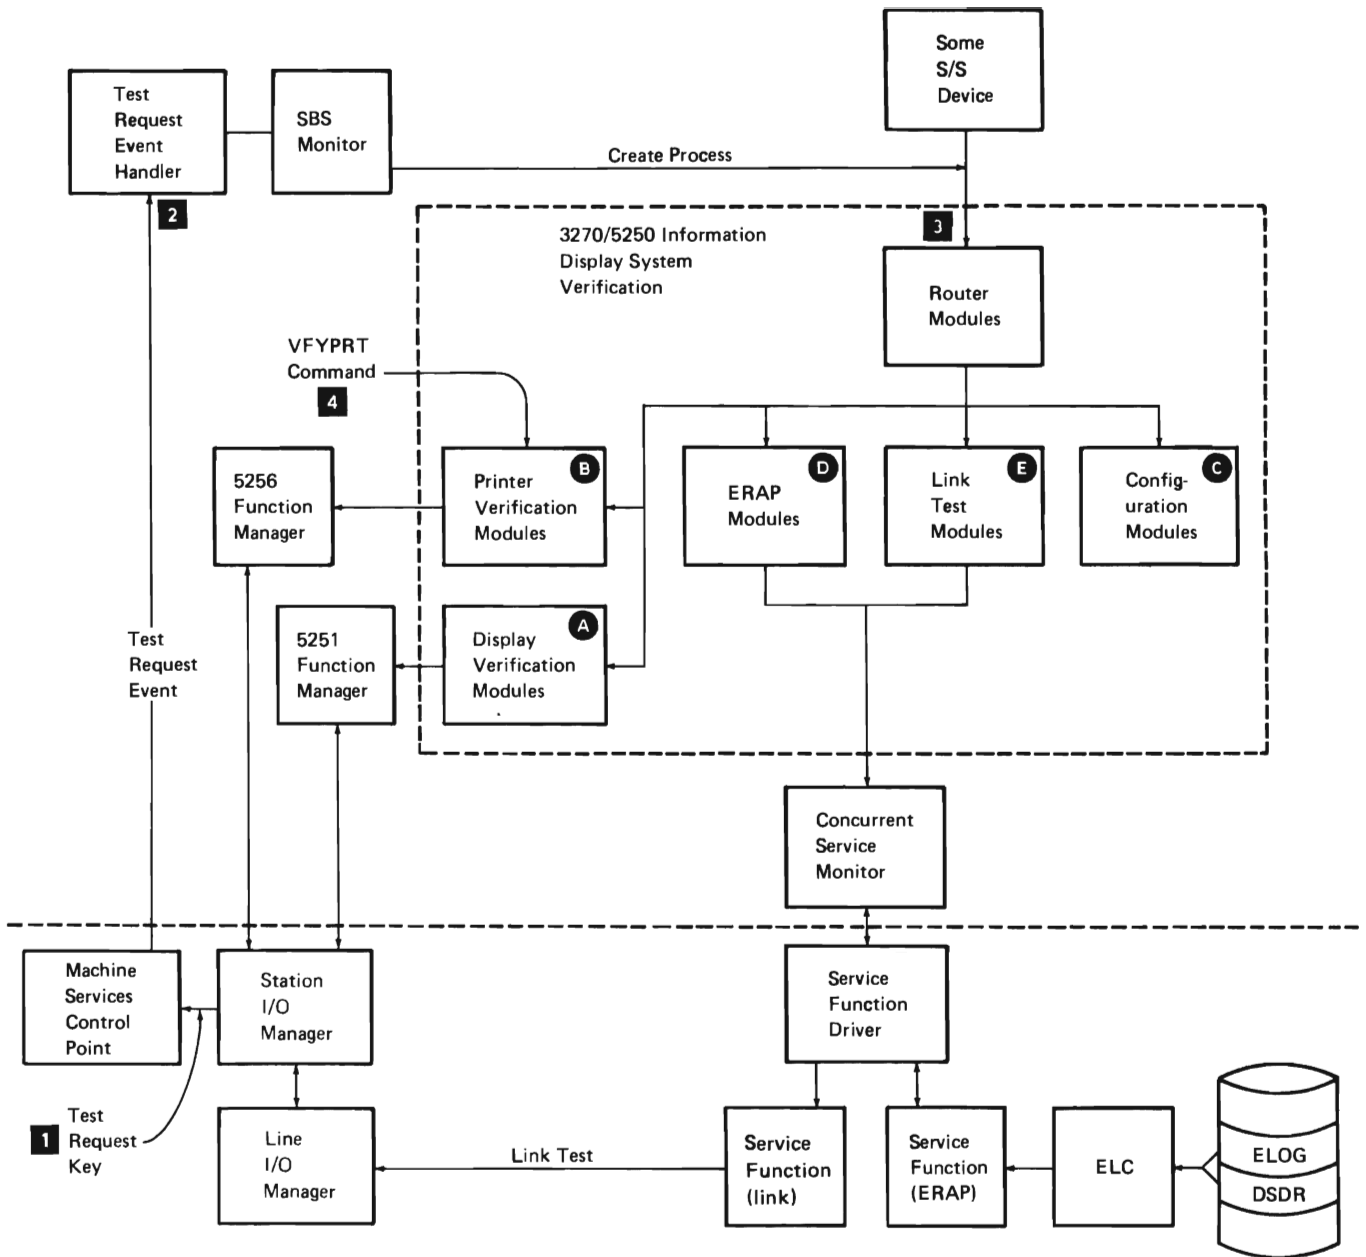 Some
S/S
Device
Test
Request
Event
Handler
SBS
Monitor
Create Process
2
3
3270/5250 Information
Display System
Verification
Router
Modules
VFYPRT
Command
4
5256
Function
Manager
B
Printer
Verification
Modules
D
ERAP
Modules
E
Link
Test
Modules
C
Config-
uration
Modules
Test
Request
Event
5251
Function
Manager
A
Display
Verification
Modules
Concurrent
Service
Monitor
Machine
Services
Control
Point
Station
I/O
Manager
Service
Function
Driver
1
Test
Request
Key
Line
I/O
Manager
Link Test
Service
Function
(link)
Service
Function
(ERAP)
ELC
ELOG
DSDR